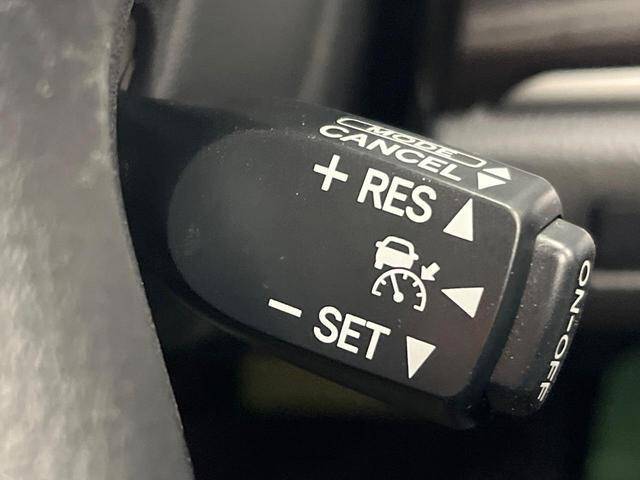 MODE
CANCEL
+ RES
- SET
ON-OFF